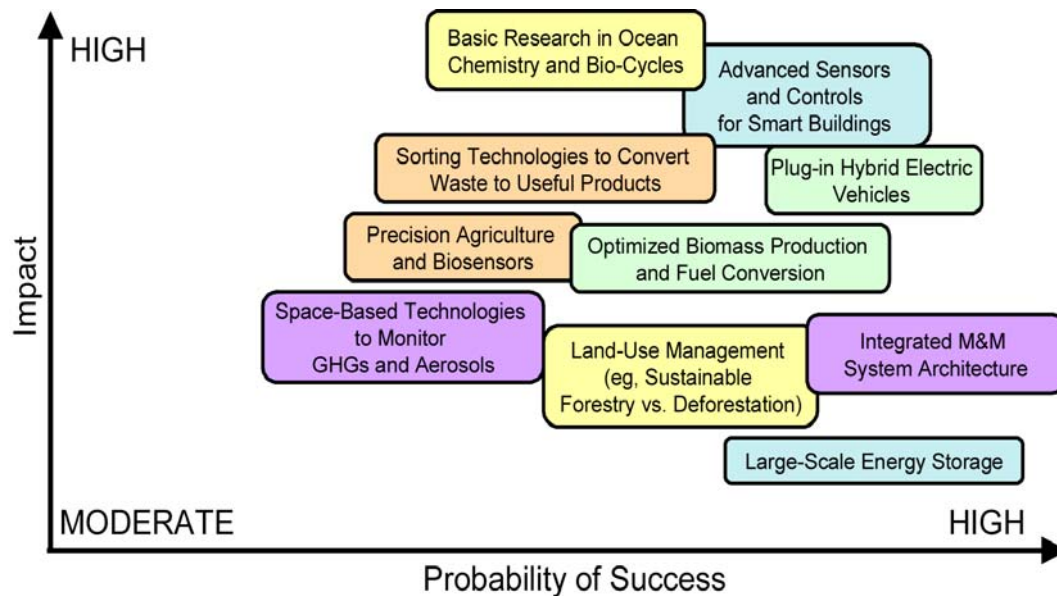 HIGH
Basic Research in Ocean
Chemistry and Bio-Cycles
Advanced Sensors
and Controls
for Smart Buildings
Sorting Technologies to Convert
Waste to Useful Products
Plug-in Hybrid Electric
Vehicles
Precision Agriculture
and Biosensors
Optimized Biomass Production
and Fuel Conversion
Impact
Space-Based Technologies
to Monitor
GHGs and Aerosols
Land-Use Management
(eg, Sustainable
Forestry vs. Deforestation)
Integrated M&M
System Architecture
Large-Scale Energy Storage
MODERATE
HIGH
Probability of Success